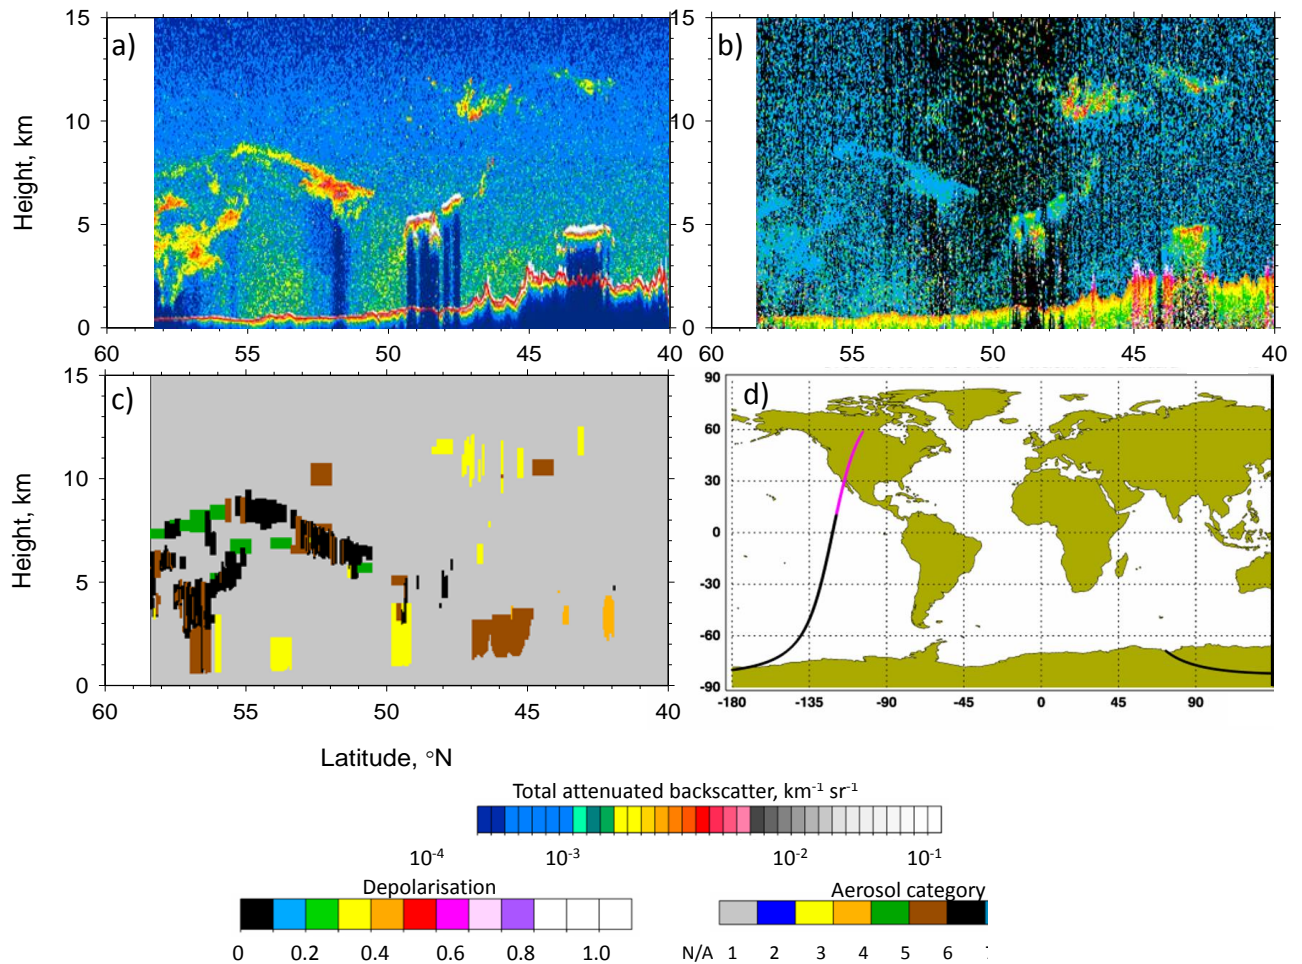 a)
b)
15
10
5
0
Height, km
60 55 50 45 40
15
10
5
0
60 55 50 45 40
c)
15
10
5
0
Height, km
60 55 50 45 40
Latitude, °N
d)
90
60
30
0
-30
-60
-90
-180 -135 -90 -45 0 45 90
Total attenuated backscatter, km-1 sr-1
10-4 10-3 10-2 10-1
Depolarisation
0 0.2 0.4 0.6 0.8 1.0
Aerosol category
N/A 1 2 3 4 5 6